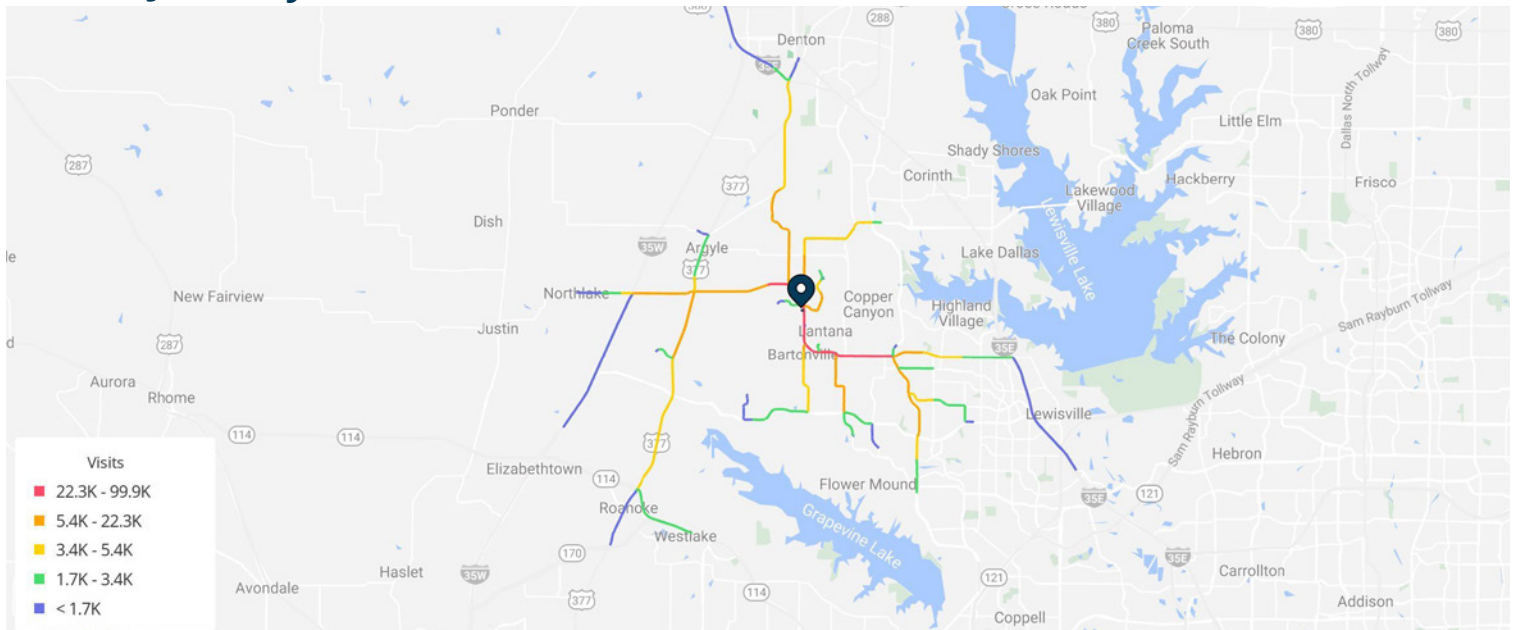 380
288
Denton
Paloma
Creek South
380
380
380
35E
Oak Point
Dallas North Tollway
Ponder
Little Elm
287
Shady Shores
Corinth
Hackberry
Frisco
377
Lakewood
Village
Lewisville Lake
Dish
35W
Argyle
377
Lake Dallas
New Fairview
Northlake
Copper
Canyon
Highland
Village
Sam Rayburn Tollway
Justin
Lantana
The Colony
287
Bartonville
35E
Aurora
Rhome
Lewisville
Sam Rayburn Tollway
114
114
377
Hebron
Elizabethtown
114
Flower Mound
35E
121
Roanoke
Grapevine Lake
Westlake
170
35E
Haslet
35W
Carrollton
Avondale
377
114
121
Addison
Coppell
Visits
22.3K - 99.9K
5.4K - 22.3K
3.4K - 5.4K
1.7K - 3.4K
< 1.7K